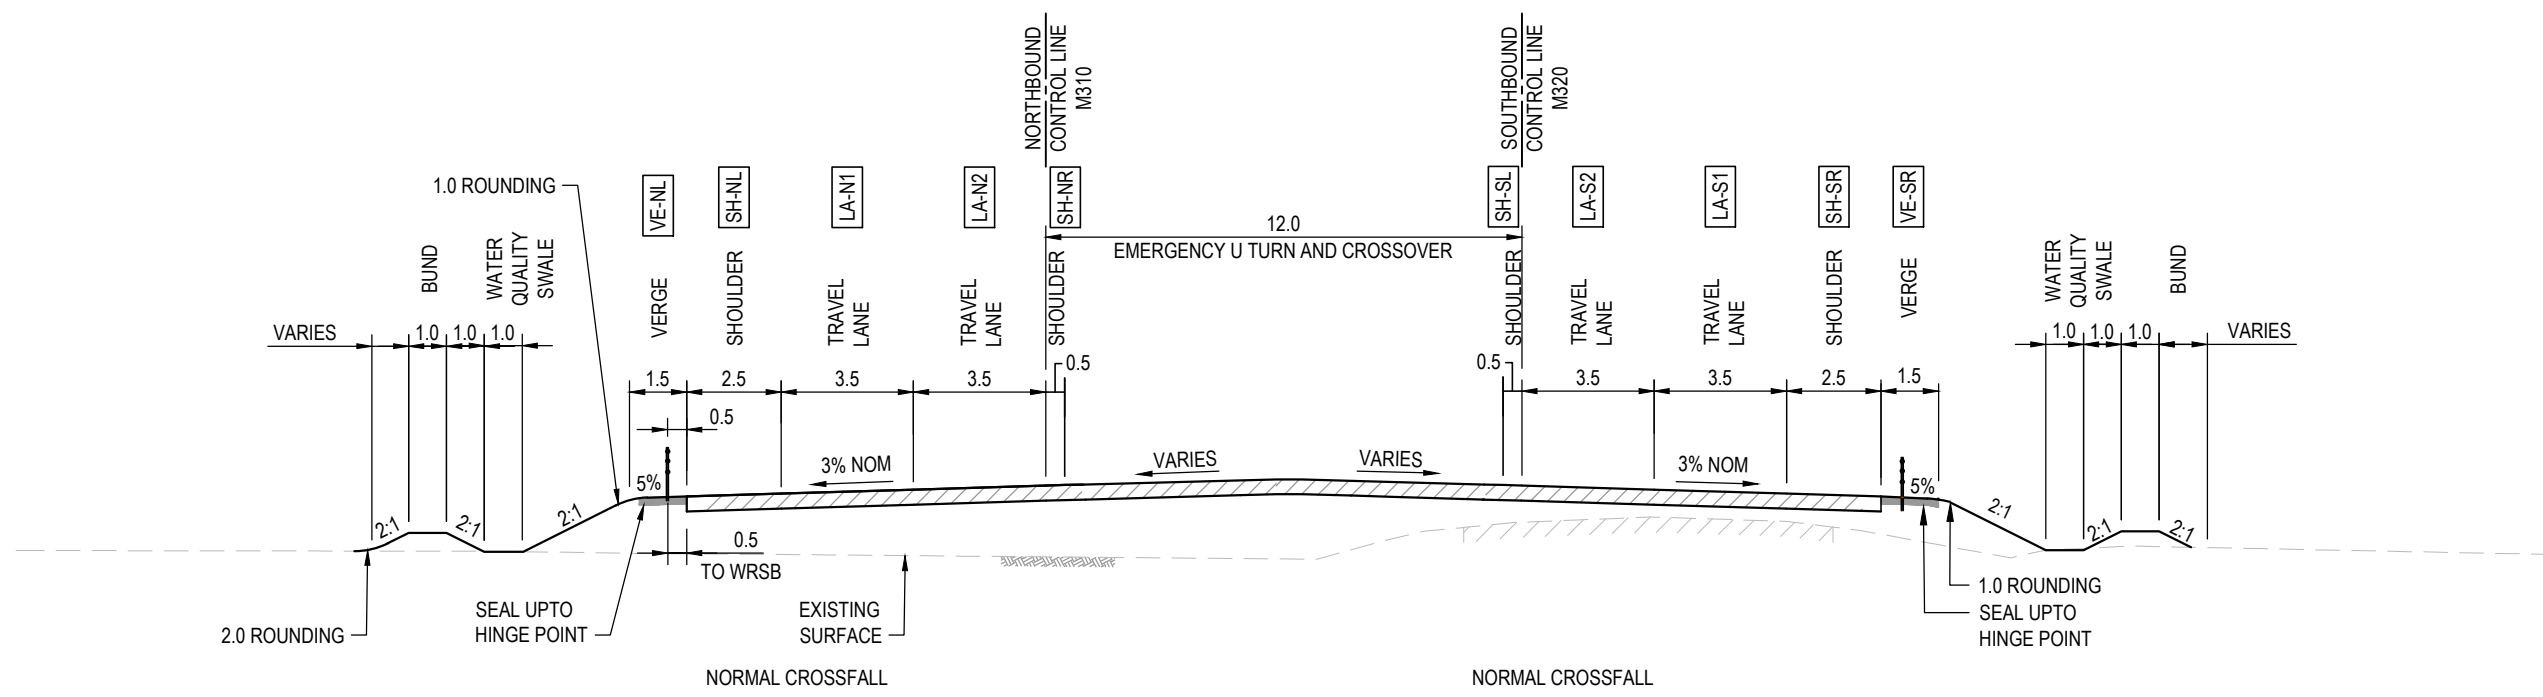 NORTHBOUND
CONTROL LINE
M310
SOUTHBOUND
CONTROL LINE
M320
1.0 ROUNDING
VE-NL
SH-NL
LA-N1
LA-N2
SH-NR
SH-SL
LA-S2
LA-S1
SH-SR
VE-SR
12.0
EMERGENCY U TURN AND CROSSOVER
BUND
WATER
QUALITY
SWALE
VERGE
SHOULDER
TRAVEL
LANE
TRAVEL
LANE
SHOULDER
SHOULDER
TRAVEL
LANE
TRAVEL
LANE
SHOULDER
VERGE
WATER
QUALITY
SWALE
BUND
VARIES
1.0
1.0
1.0
1.0
1.0
1.0
VARIES
1.5
2.5
3.5
3.5
0.5
0.5
3.5
3.5
2.5
1.5
0.5
5%
3% NOM
VARIES
VARIES
3% NOM
5%
2:1
2:1
2:1
2:1
2:1
2:1
0.5
TO WRSB
2.0 ROUNDING
SEAL UPTO
HINGE POINT
EXISTING
SURFACE
1.0 ROUNDING
SEAL UPTO
HINGE POINT
NORMAL CROSSFALL
NORMAL CROSSFALL